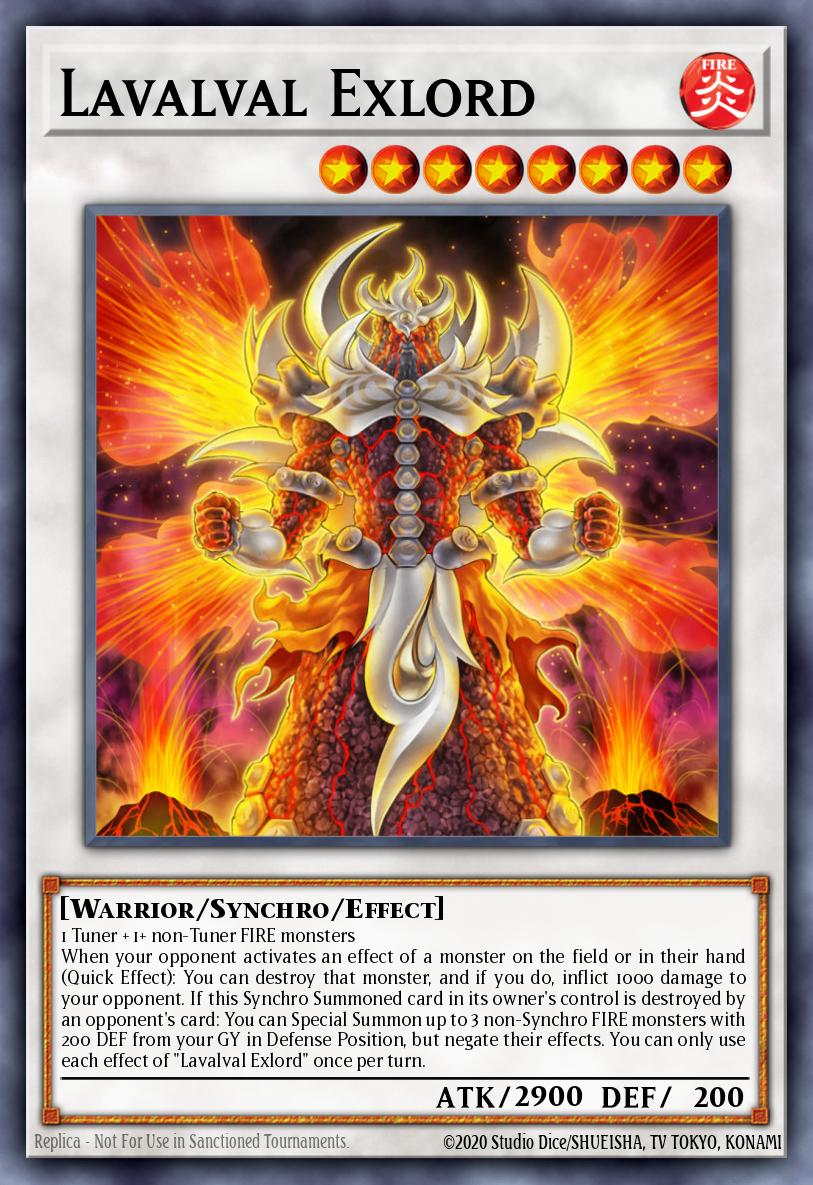 Lavalval Exlord
FIRE
炎
[Warrior/Synchro/Effect]
1 Tuner + 1+ non-Tuner FIRE monsters
When your opponent activates an effect of a monster on the field or in their hand
(Quick Effect): You can destroy that monster, and if you do, inflict 1000 damage to
your opponent. If this Synchro Summoned card in its owner's control is destroyed by
an opponent's card: You can Special Summon up to 3 non-Synchro FIRE monsters with
200 DEF from your GY in Defense Position, but negate their effects. You can only use
each effect of "Lavalval Exlord" once per turn.
ATK/2900 DEF/ 200
Replica - Not For Use in Sanctioned Tournaments.
©2020 Studio Dice/SHUEISHA, TV TOKYO, KONAMI